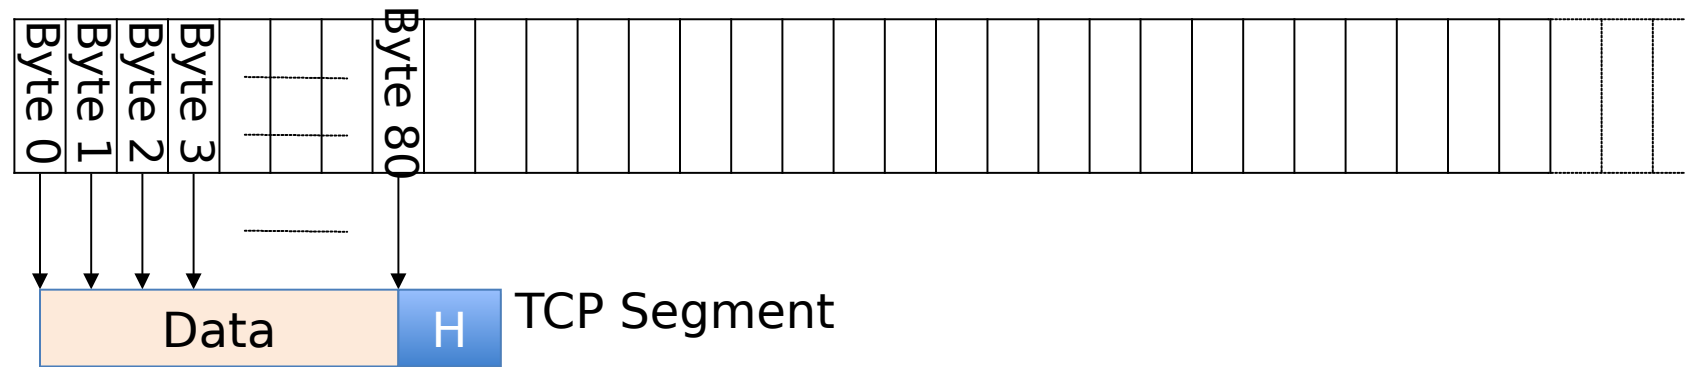 Byte 0
Byte 1
Byte 2
Byte 3
Byte 80
Data
H
TCP Segment